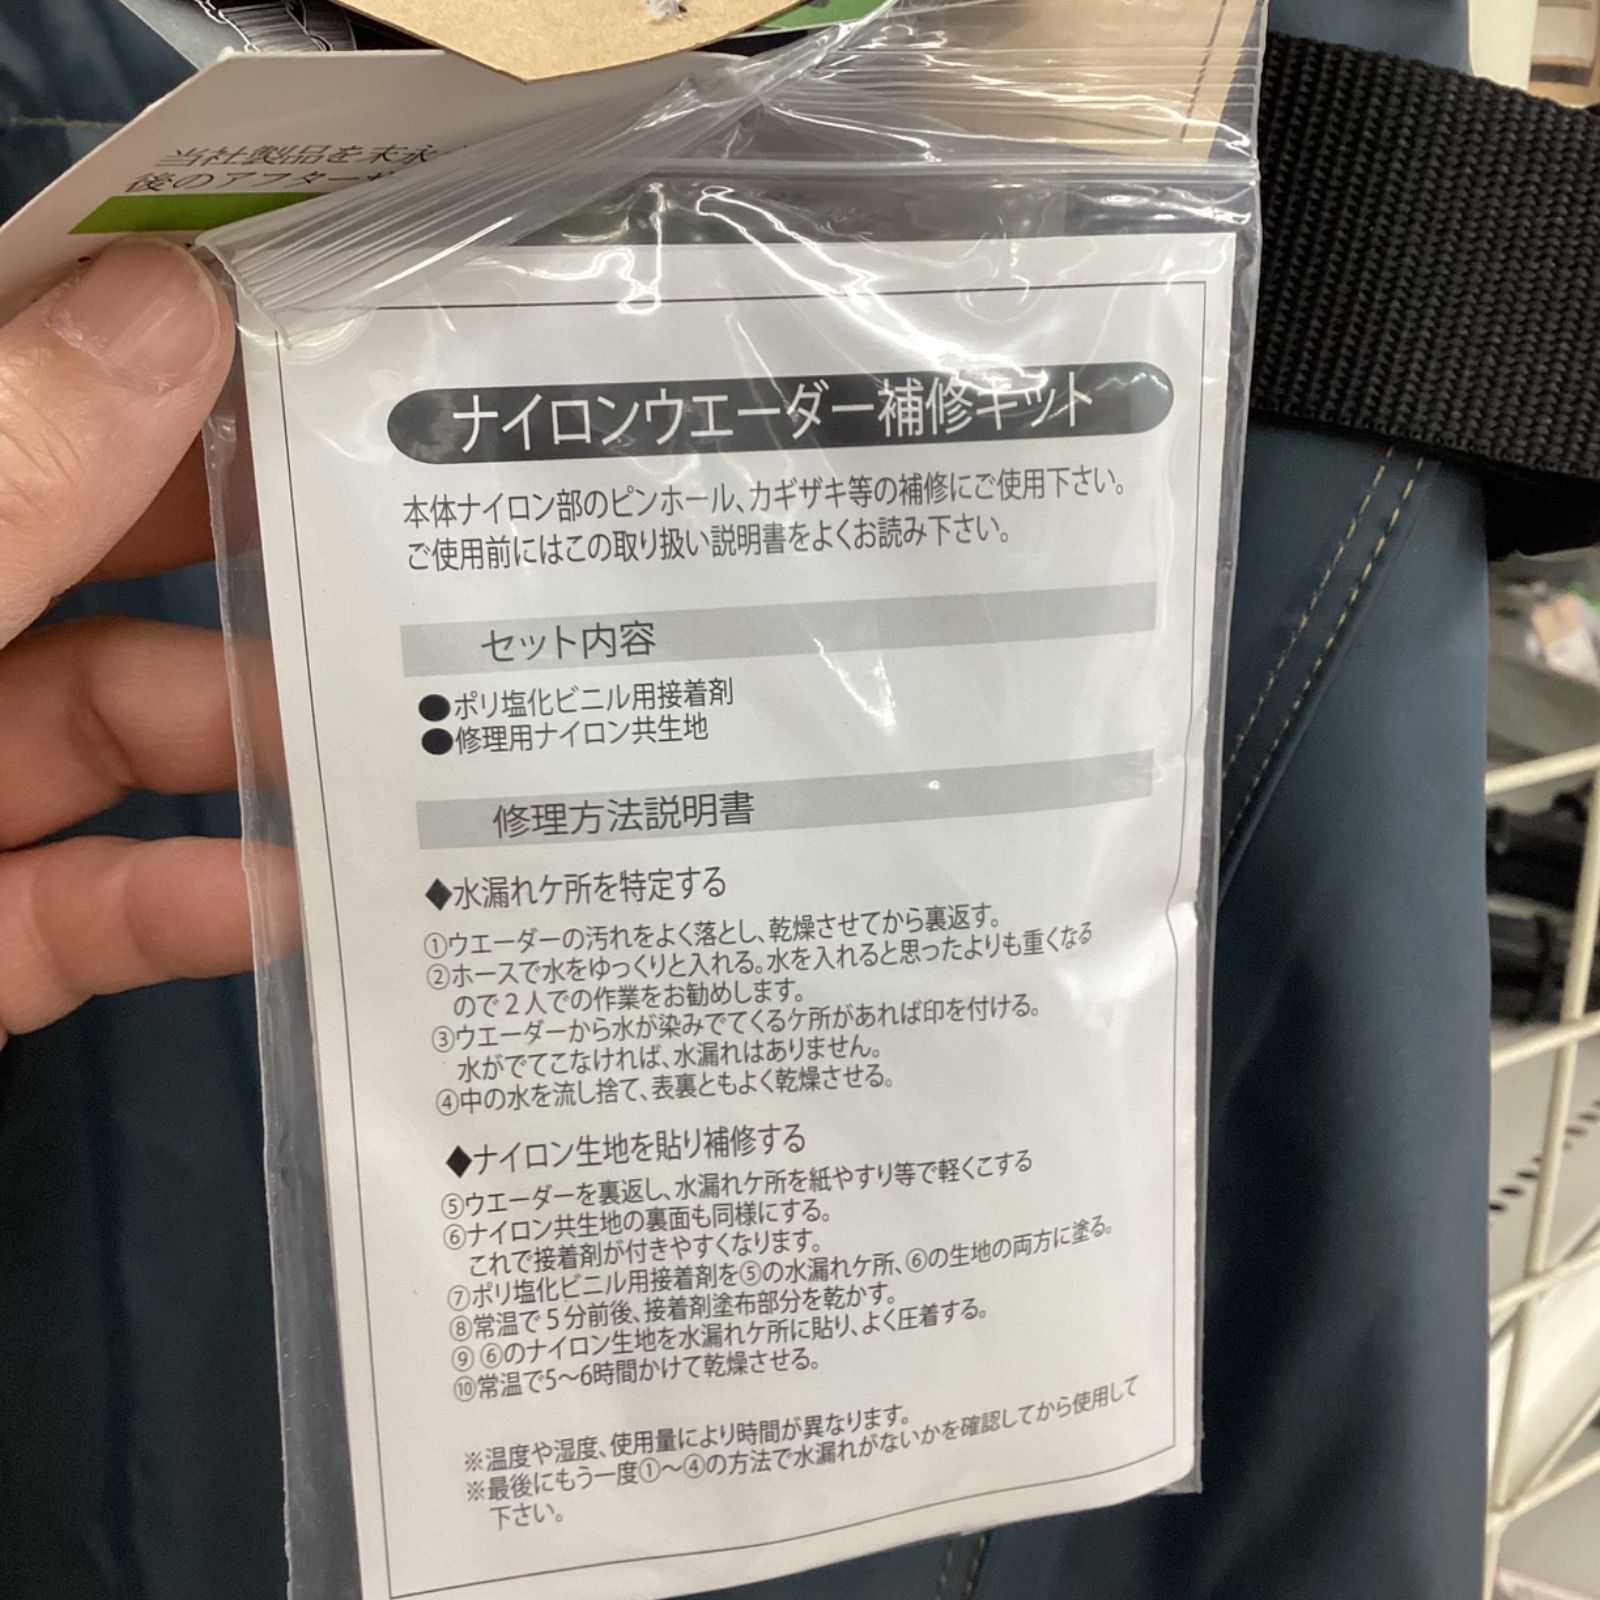 当社製品を末永
後のアフター
ナイロンウエーダー補修キット
本体ナイロン部のピンホール、カギザキ等の補修にご使用下さい。
ご使用前にはこの取り扱い説明書をよくお読み下さい。
セット内容
●ポリ塩化ビニル用接着剤
●修理用ナイロン共生地
修理方法説明書
◆水漏れケ所を特定する
①ウエーダーの汚れをよく落とし、乾燥させてから裏返す。
②ホースで水をゆっくりと入れる。水を入れると思ったよりも重くなる
ので２人での作業をお勧めします。
③ウエーダーから水が染みでてくるケ所があれば印を付ける。
水がでてこなければ、水漏れはありません。
④中の水を流し捨て、表裏ともよく乾燥させる。
◆ナイロン生地を貼り補修する
⑤ウエーダーを裏返し、水漏れケ所を紙やすり等で軽くこする
⑥ナイロン共生地の裏面も同様にする。
これで接着剤が付きやすくなります。
⑦ポリ塩化ビニル用接着剤を⑤の水漏れケ所、⑥の生地の両方に塗る。
⑧常温で５分前後、接着剤塗布部分を乾かす。
⑨⑥のナイロン生地を水漏れケ所に貼り、よく圧着する。
⑩常温で5〜6時間かけて乾燥させる。
※温度や湿度、使用量により時間が異なります。
※最後にもう一度①〜④の方法で水漏れがないかを確認してから使用して
下さい。